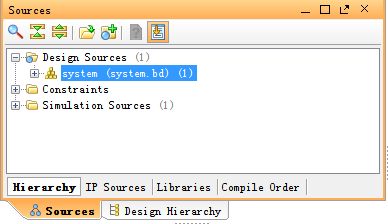 Sources
Design Sources (1)
system (system.bd) (1)
Constraints
Simulation Sources (1)
Hierarchy IP Sources Libraries Compile Order
Sources Design Hierarchy